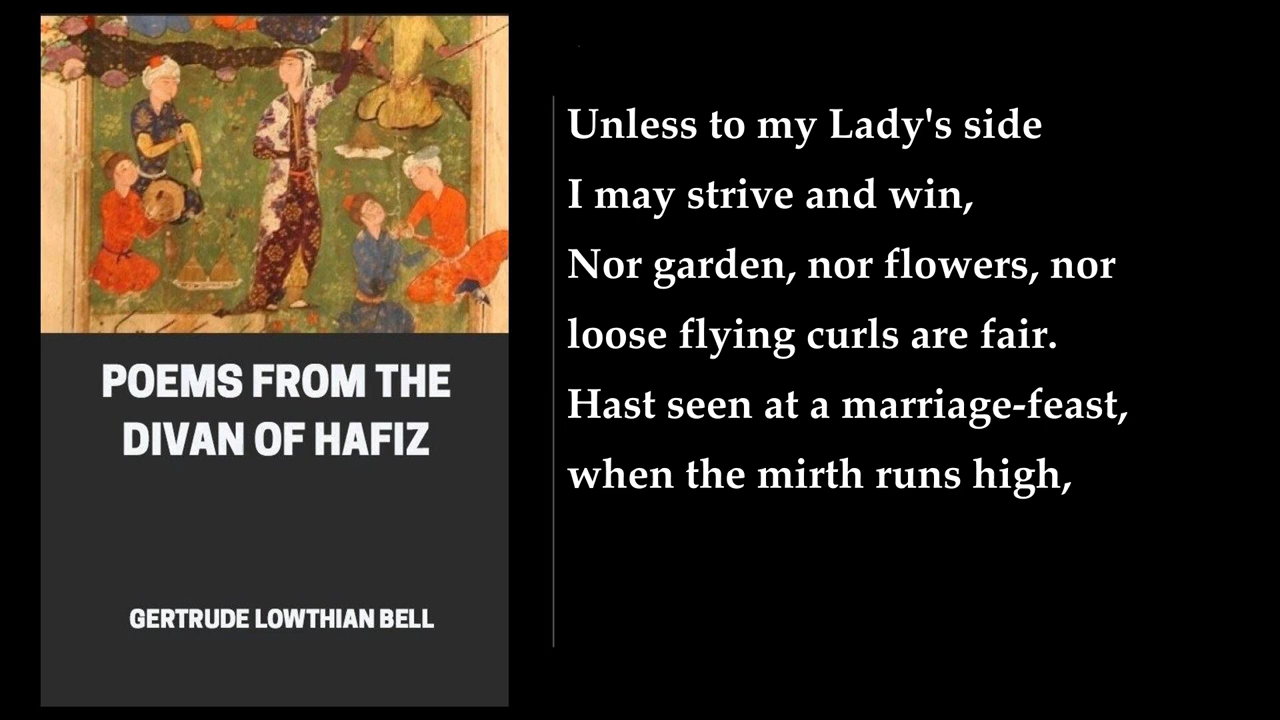 POEMS FROM THE
DIVAN OF HAFIZ
GERTRUDE LOWTHIAN BELL
Unless to my Lady's side
I may strive and win,
Nor garden, nor flowers, nor
loose flying curls are fair.
Hast seen at a marriage-feast,
when the mirth runs high,